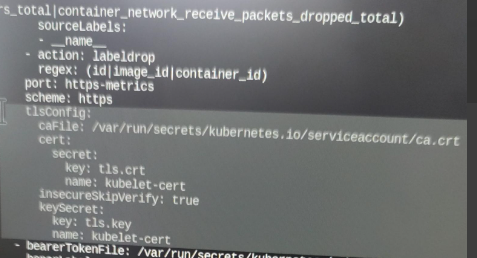 rs_total|container_network_receive_packets_dropped_total)
sourceLabels:
- __name__
- action: labeldrop
regex: (id|image_id|container_id)
port: https-metrics
scheme: https
tlsConfig:
caFile: /var/run/secrets/kubernetes.io/serviceaccount/ca.crt
cert:
secret:
key: tls.crt
name: kubelet-cert
insecureSkipVerify: true
keySecret:
key: tls.key
name: kubelet-cert
- bearerTokenFile: /var/run/secrets/